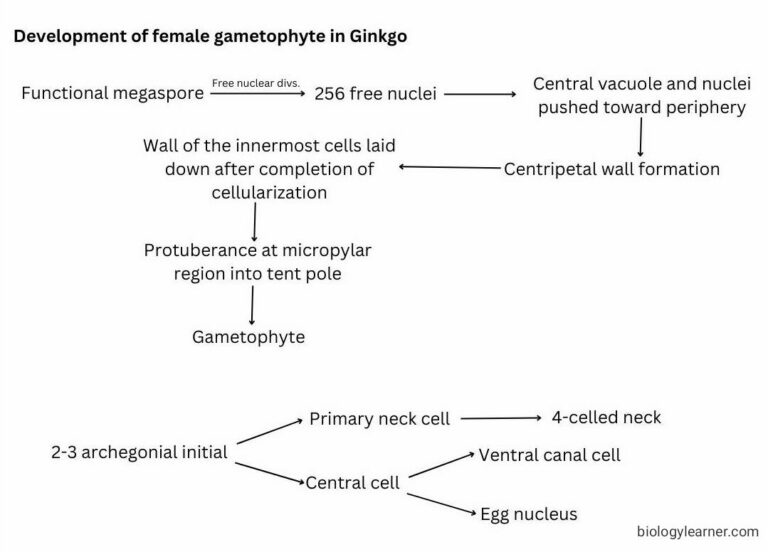 Development of female gametophyte in Ginkgo
Functional megaspore
Free nuclear divs.
256 free nuclei
Central vacuole and nuclei
pushed toward periphery
Centripetal wall formation
Wall of the innermost cells laid
down after completion of
cellularization
Protuberance at micropylar
region into tent pole
Gametophyte
2-3 archegonial initial
Primary neck cell
4-celled neck
Central cell
Ventral canal cell
Egg nucleus
biologylearner.com